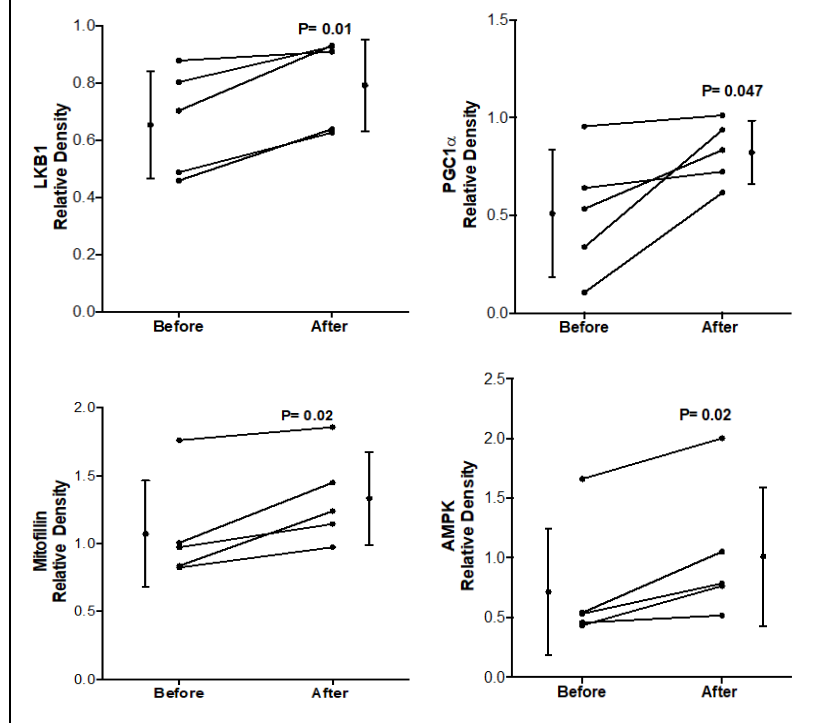 P= 0.01
LKB1
Relative Density
1.0
0.8
0.6
0.4
0.2
0.0
Before After
P= 0.047
PGC1α
Relative Density
1.5
1.0
0.5
0.0
Before After
P= 0.02
Mitofillin
Relative Density
2.0
1.5
1.0
0.5
0.0
Before After
P= 0.02
AMPK
Relative Density
2.5
2.0
1.5
1.0
0.5
0.0
Before After